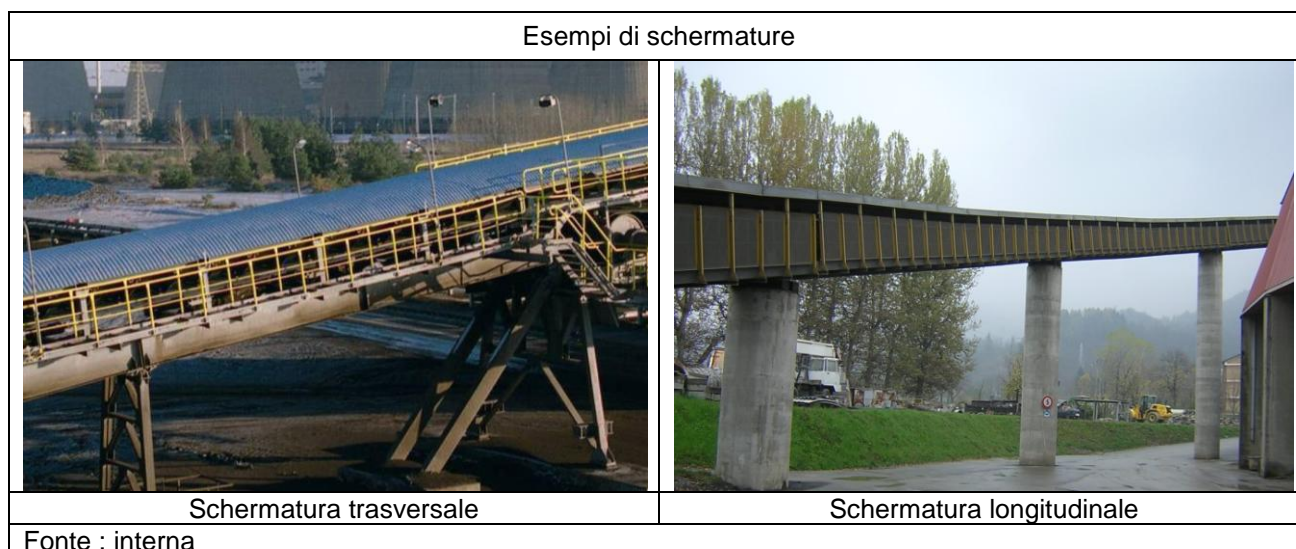 Esempi di schermature
Schermatura trasversale
Schermatura longitudinale
Fonte : interna